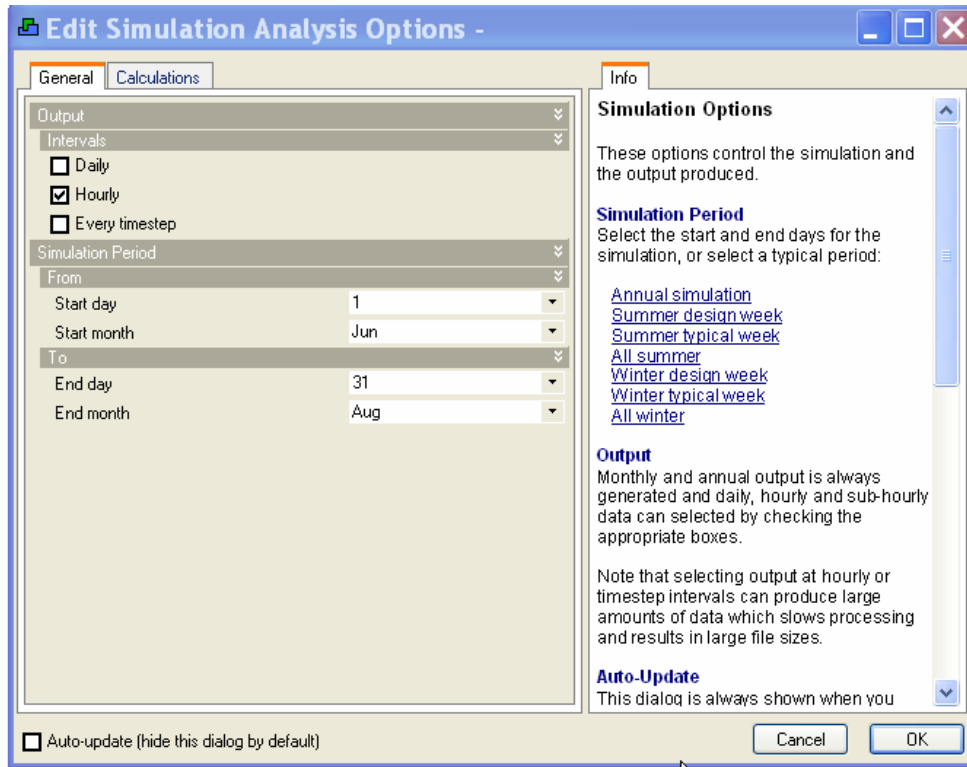 Edit Simulation Analysis Options -
General
Calculations
Output
Intervals
Daily
Hourly
Every timestep
Simulation Period
From
Start day 1
Start month Jun
To
End day 31
End month Aug
Info
Simulation Options
These options control the simulation and
the output produced.
Simulation Period
Select the start and end days for the
simulation, or select a typical period:
Annual simulation
Summer design week
Summer typical week
All summer
Winter design week
Winter typical week
All winter
Output
Monthly and annual output is always
generated and daily, hourly and sub-hourly
data can selected by checking the
appropriate boxes.
Note that selecting output at hourly or
timestep intervals can produce large
amounts of data which slows processing
and results in large file sizes.
Auto-Update
This dialog is always shown when you
Auto-update (hide this dialog by default)
Cancel
OK